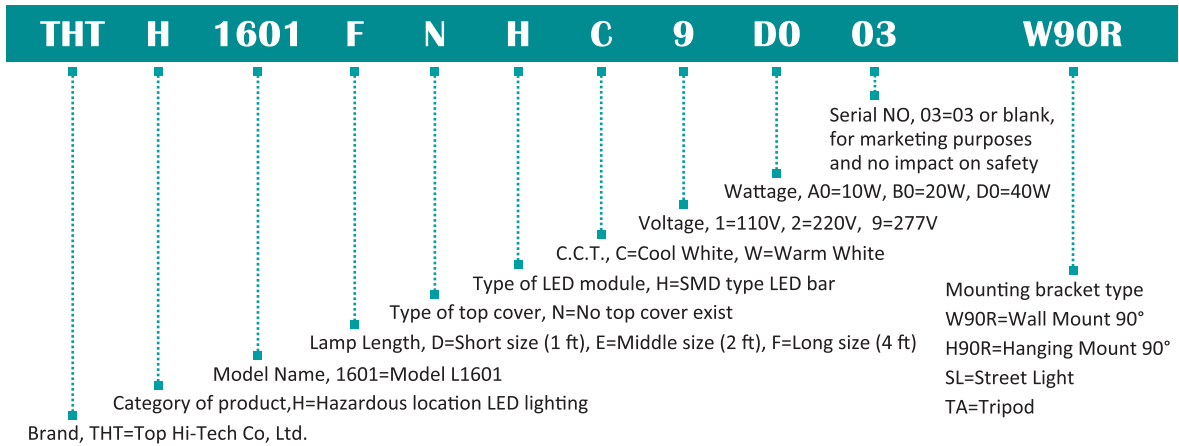 THT H 1601 F N H C 9 D0 03 W90R
Serial NO, 03=03 or blank,
for marketing purposes
and no impact on safety
Wattage, A0=10W, B0=20W, D0=40W
Voltage, 1=110V, 2=220V, 9=277V
C.C.T., C=Cool White, W=Warm White
Type of LED module, H=SMD type LED bar
Type of top cover, N=No top cover exist
Lamp Length, D=Short size (1 ft), E=Middle size (2 ft), F=Long size (4 ft)
Model Name, 1601=Model L1601
Category of product,H=Hazardous location LED lighting
Brand, THT=Top Hi-Tech Co, Ltd.
Mounting bracket type
W90R=Wall Mount 90°
H90R=Hanging Mount 90°
SL=Street Light
TA=Tripod